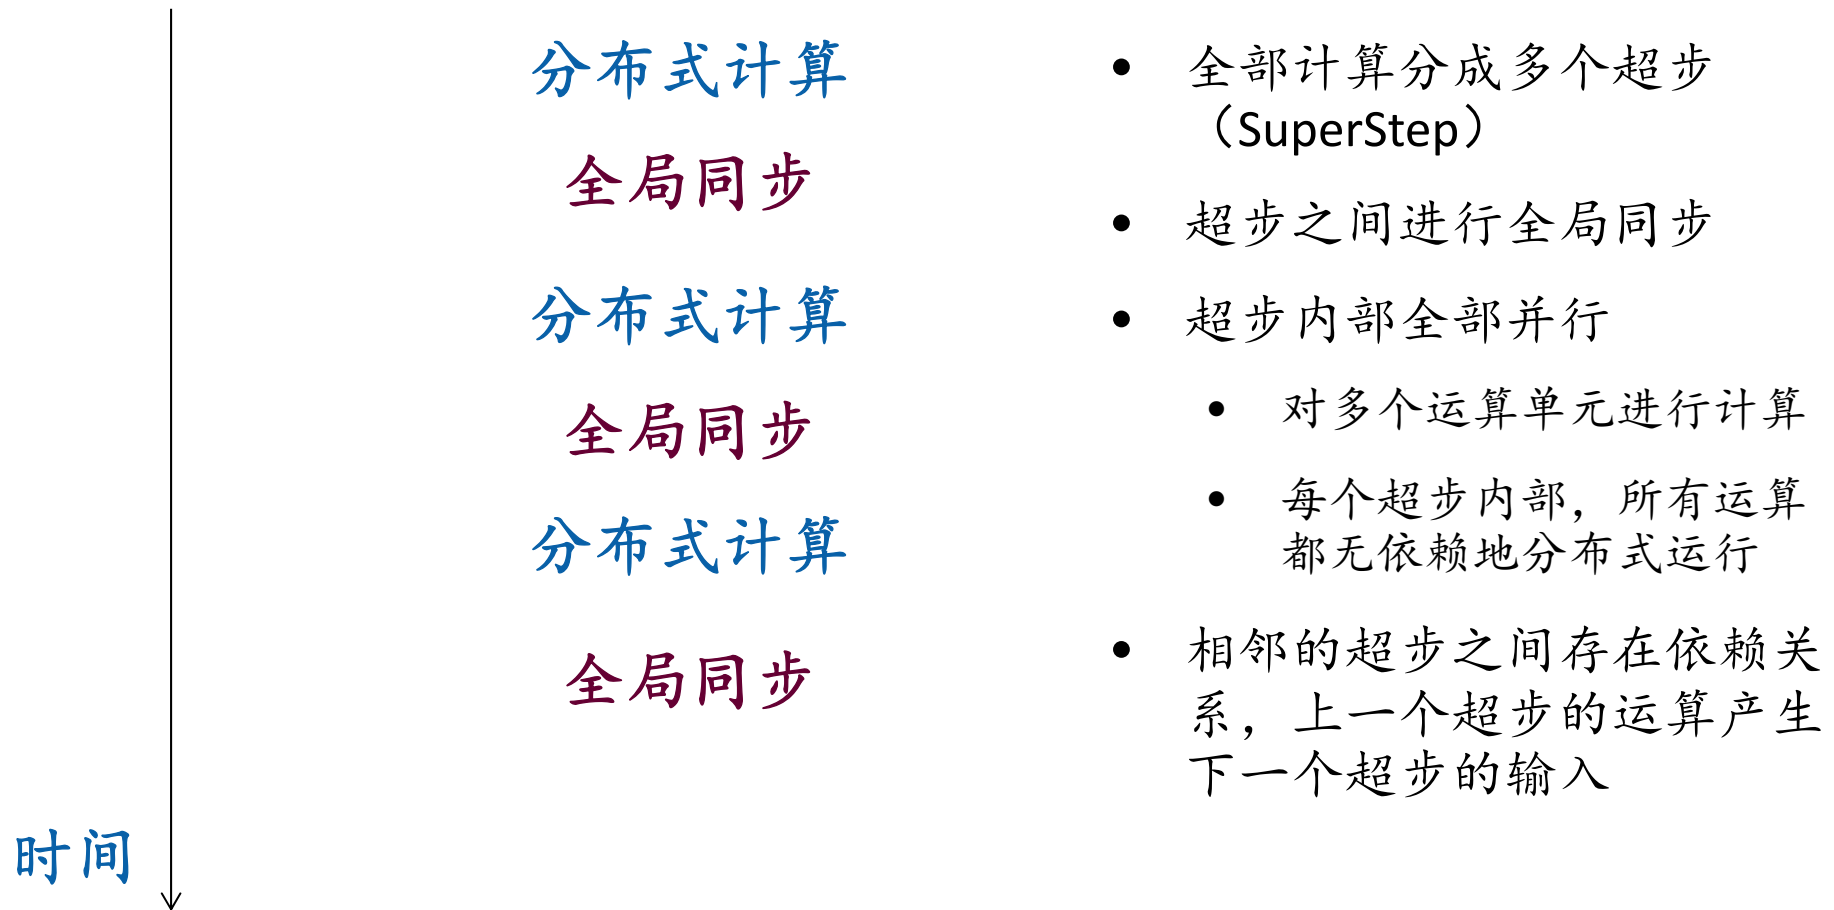 分布式计算
全局同步
分布式计算
全局同步
分布式计算
全局同步
时间
• 全部计算分成多个超步
（SuperStep）
• 超步之间进行全局同步
• 超步内部全部并行
• 对多个运算单元进行计算
• 每个超步内部，所有运算
都无依赖地分布式运行
• 相邻的超步之间存在依赖关
系，上一个超步的运算产生
下一个超步的输入